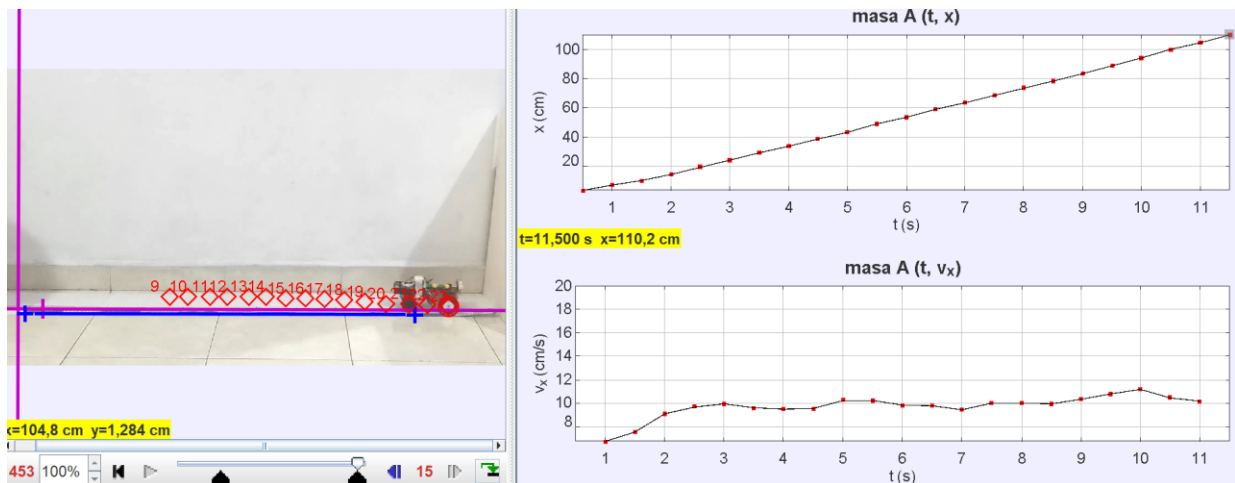 masa A (t, x)
100
80
60
40
20
x (cm)
1 2 3 4 5 6 7 8 9 10 11
t (s)
t=11,500 s x=110,2 cm
masa A (t, vx)
20
18
16
14
12
10
8
vx (cm/s)
1 2 3 4 5 6 7 8 9 10 11
t (s)
9 10 11 12 13 14 15 16 17 18 19 20
x=104,8 cm y=1,284 cm
453 100% 15